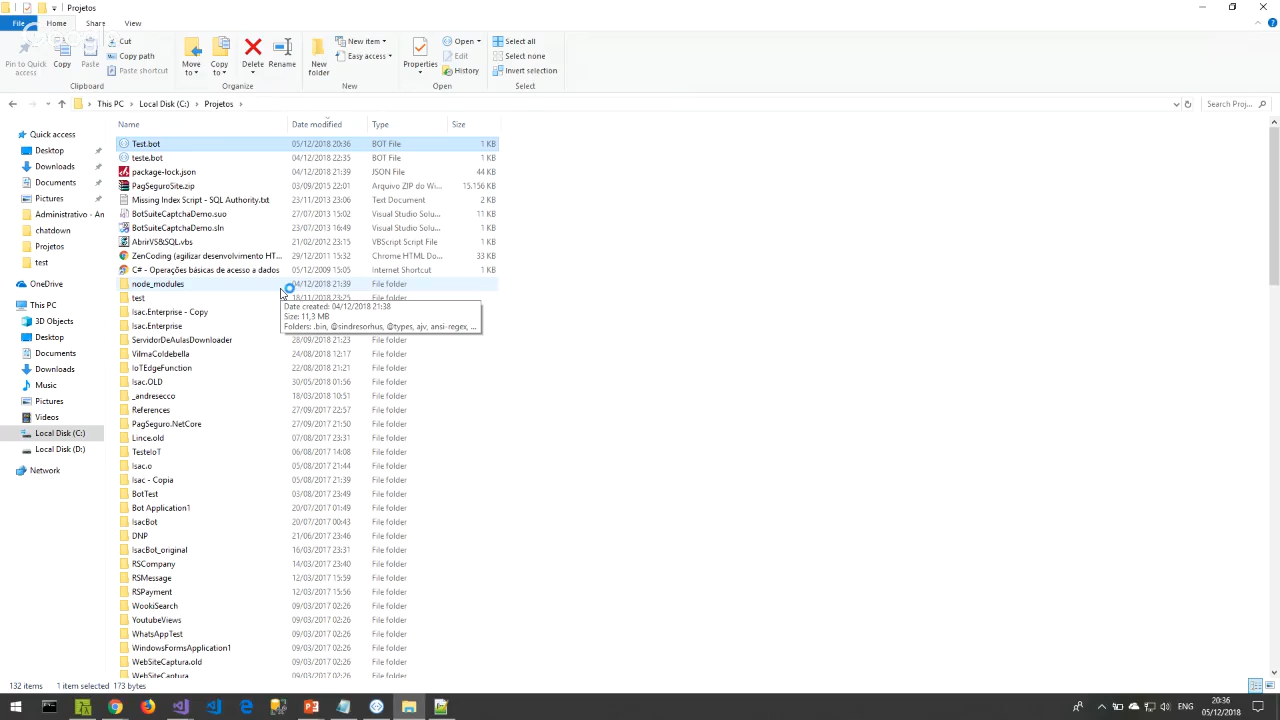 Projetos
File Home Share View
Pin to Quick access
Copy
Paste
Cut
Copy path
Paste shortcut
Clipboard
Move to
Copy to
Delete
Rename
Organize
New folder
New item
Easy access
New
Properties
Open
Edit
History
Open
Select all
Select none
Invert selection
Select
This PC Local Disk (C:) Projetos
Search Proj...
Quick access
Desktop
Downloads
Documents
Pictures
Administrativo - An
chatdown
Projetos
test
OneDrive
This PC
3D Objects
Desktop
Documents
Downloads
Music
Pictures
Videos
Local Disk (C:)
Local Disk (D:)
Network
Name Date modified Type Size
Test.bot 05/12/2018 20:36 BOT File 1 KB
teste.bot 04/12/2018 22:35 BOT File 1 KB
package-lock.json 04/12/2018 21:39 JSON File 44 KB
PagSeguroSite.zip 03/09/2015 22:01 Arquivo ZIP do Wi... 15.156 KB
Missing Index Script - SQL Authority.txt 23/11/2013 23:06 Text Document 2 KB
BotSuiteCaptchaDemo.suo 27/07/2013 15:02 Visual Studio Solu... 11 KB
BotSuiteCaptchaDemo.sln 23/07/2013 16:49 Visual Studio Solu... 1 KB
AbrirVS&SQL.vbs 21/02/2012 23:15 VBScript Script File 1 KB
ZenCoding (agilizar desenvolvimento HT... 29/12/2011 15:32 Chrome HTML Do... 33 KB
C# - Operações básicas de acesso a dados 05/12/2009 15:05 Internet Shortcut 1 KB
node_modules 04/12/2018 21:39 File folder
test 18/11/2018 23:25 File folder
Date created: 04/12/2018 21:38
Size: 11,3 MB
Folders: .bin, @sindresorhus, @types, ajv, ansi-regex, ...
Isac.Enterprise - Copy
Isac.Enterprise
ServidorDeAulasDownloader 28/09/2018 21:23 File folder
VilmaColdebella 24/08/2018 12:17 File folder
IoTEdgeFunction 22/08/2018 21:21 File folder
Isac.OLD 30/05/2018 01:56 File folder
_andresecco 18/03/2018 10:51 File folder
References 27/09/2017 22:57 File folder
PagSeguro.NetCore 27/09/2017 21:50 File folder
Lince.old 07/08/2017 23:31 File folder
TesteIoT 06/08/2017 14:08 File folder
Isac.o 05/08/2017 21:44 File folder
Isac - Copia 05/08/2017 21:43 File folder
BotTest 03/08/2017 23:49 File folder
Bot Application1 20/07/2017 01:49 File folder
IsacBot 20/07/2017 00:43 File folder
DNP 21/06/2017 23:46 File folder
IsacBot_original 16/03/2017 23:31 File folder
RSCompany 14/03/2017 23:40 File folder
RSMessage 12/03/2017 15:59 File folder
RSPayment 12/03/2017 15:56 File folder
WookiSearch 09/03/2017 02:26 File folder
YoutubeViews 09/03/2017 02:26 File folder
WhatsAppTest 09/03/2017 02:26 File folder
WindowsFormsApplication1 09/03/2017 02:26 File folder
WebSiteCaptura.old 09/03/2017 02:26 File folder
WebSiteCaptura 09/03/2017 02:26 File folder
132 items 1 item selected 173 bytes
ENG
20:36
05/12/2018